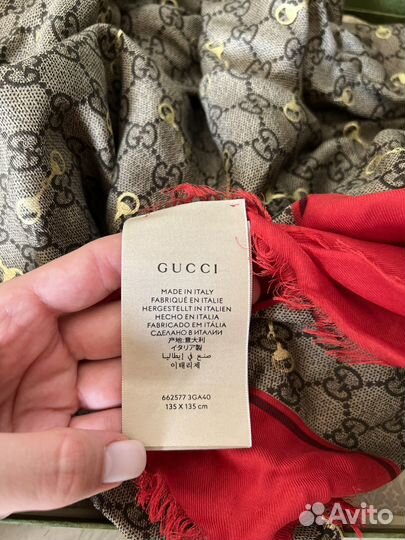 GUCCI
MADE IN ITALY
FABRIQUÉ EN ITALIE
HERGESTELLT IN ITALIEN
HECHO EN ITALIA
FABRICADO EM ITÁLIA
СДЕЛАНО В ИТАЛИИ
产地:意大利
イタリア製
صنع في إيطاليا
이태리제
662577 3GA40
135 X 135 cm
Avito